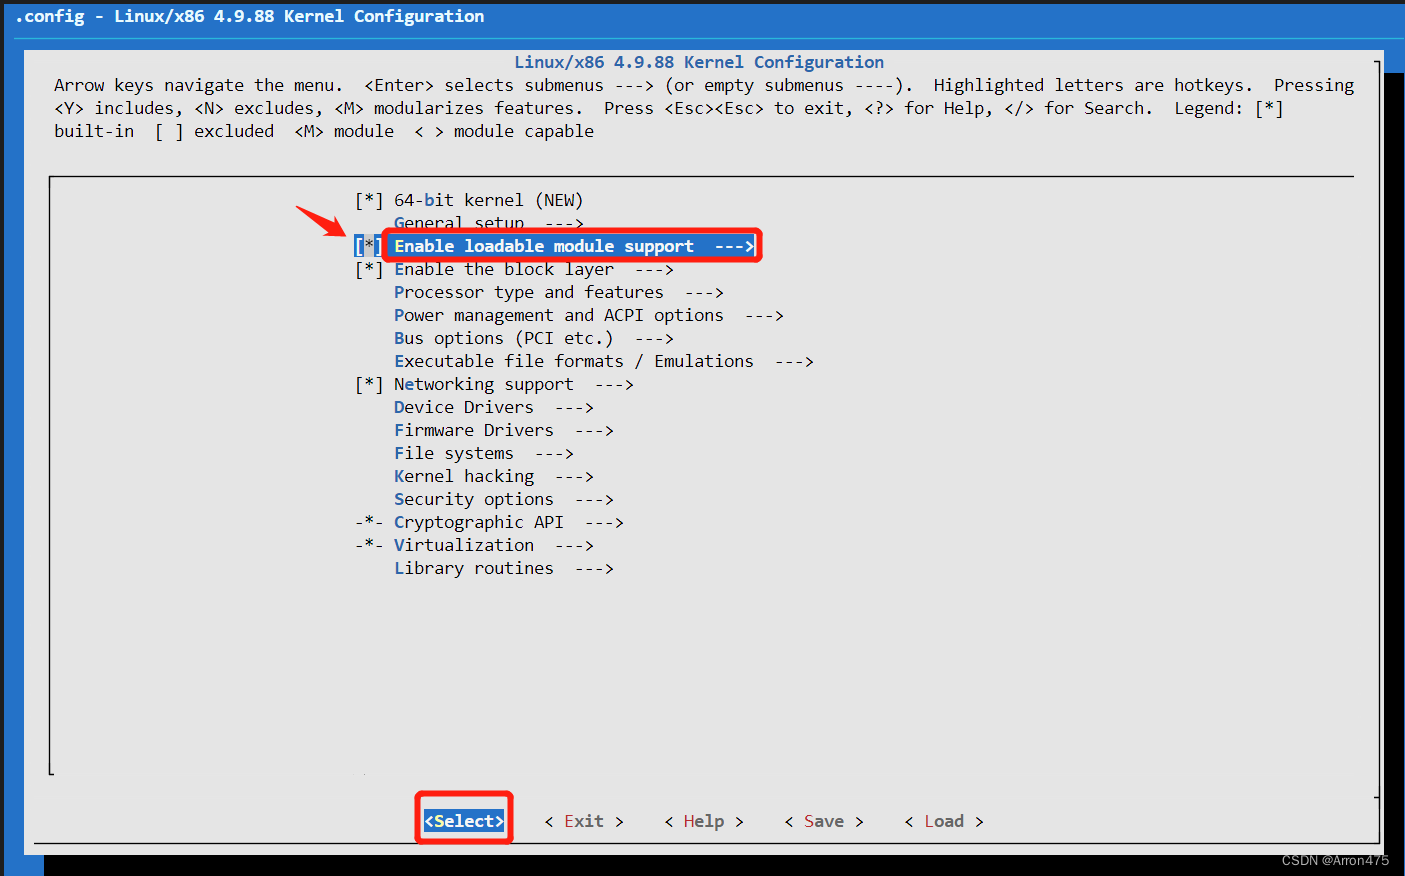 .config - Linux/x86 4.9.88 Kernel Configuration
Linux/x86 4.9.88 Kernel Configuration
Arrow keys navigate the menu.  <Enter> selects submenus ---> (or empty submenus ----).  Highlighted letters are hotkeys.  Pressing
<Y> includes, <N> excludes, <M> modularizes features.  Press <Esc><Esc> to exit, <?> for Help, </> for Search.  Legend: [*]
built-in  [ ] excluded  <M> module  < > module capable
[*] 64-bit kernel (NEW)
General setup  --->
[*] Enable loadable module support  --->
[*] Enable the block layer  --->
Processor type and features  --->
Power management and ACPI options  --->
Bus options (PCI etc.)  --->
Executable file formats / Emulations  --->
[*] Networking support  --->
Device Drivers  --->
Firmware Drivers  --->
File systems  --->
Kernel hacking  --->
Security options  --->
-*- Cryptographic API  --->
-*- Virtualization  --->
Library routines  --->
<Select>    < Exit >    < Help >    < Save >    < Load >
CSDN @Arron475